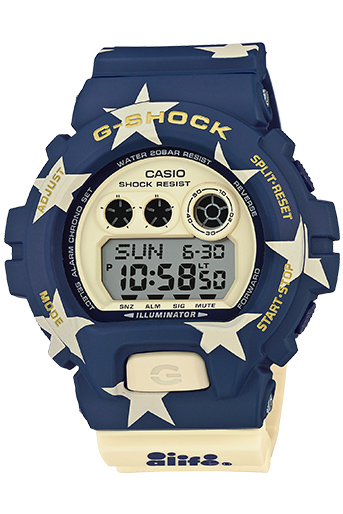 G-SHOCK
WATER 20BAR RESIST
ADJUST
SPLIT·RESET
ALARM CHRONO SET
REVERSE
CASIO
SHOCK RESIST
SUN 6-30
P 10:58 50
LT
SNZ ALM SIG MUTE
SELECT
FORWARD
ILLUMINATOR
MODE
START·STOP
G
alife.